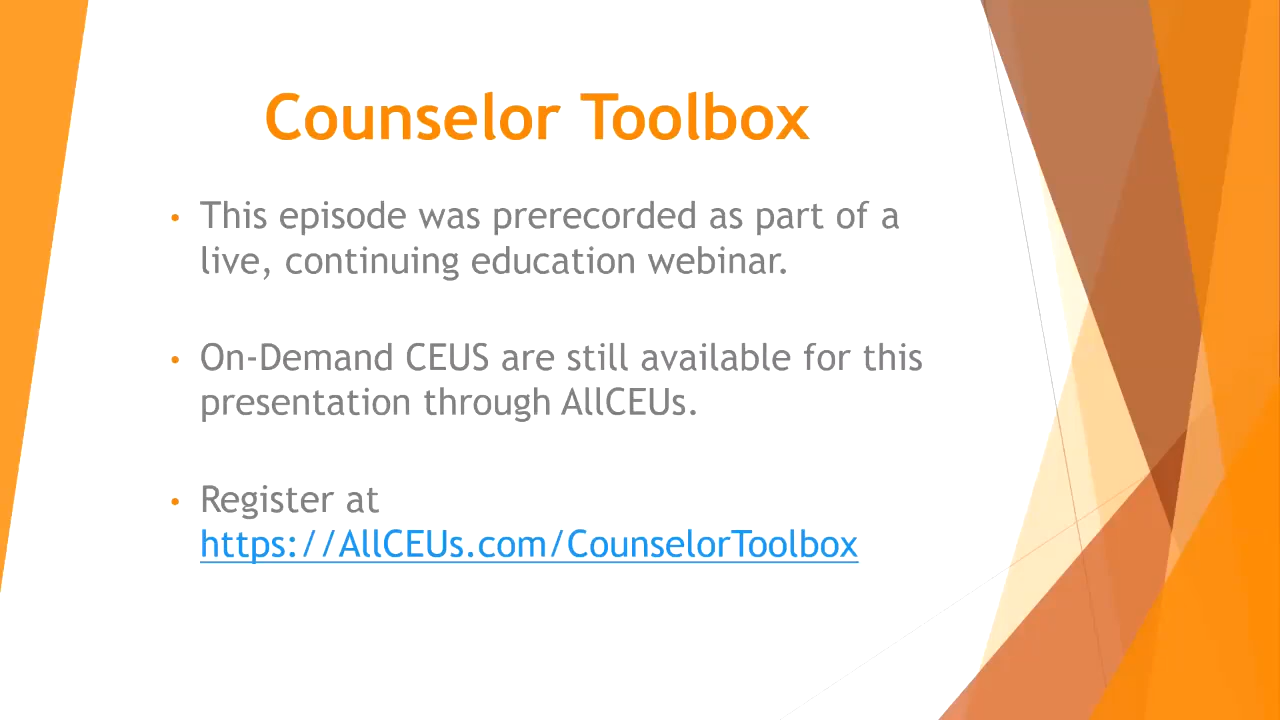 Counselor Toolbox
• This episode was prerecorded as part of a
live, continuing education webinar.
• On-Demand CEUS are still available for this
presentation through AllCEUs.
• Register at
https://AllCEUs.com/CounselorToolbox